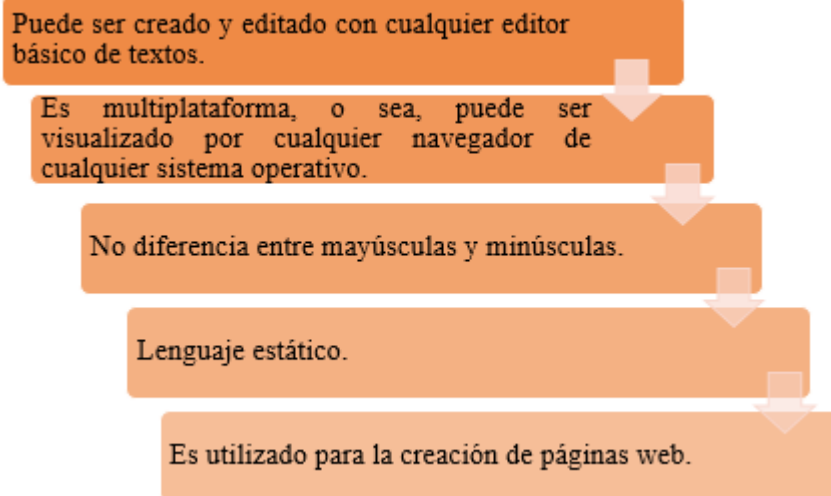 Puede ser creado y editado con cualquier editor
básico de textos.
Es multiplataforma, o sea, puede ser
visualizado por cualquier navegador de
cualquier sistema operativo.
No diferencia entre mayúsculas y minúsculas.
Lenguaje estático.
Es utilizado para la creación de páginas web.